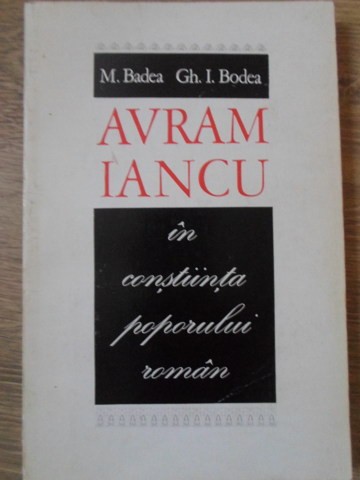 M. Badea Gh. I. Bodea
AVRAM
IANCU
în
conștiința
poporului
român